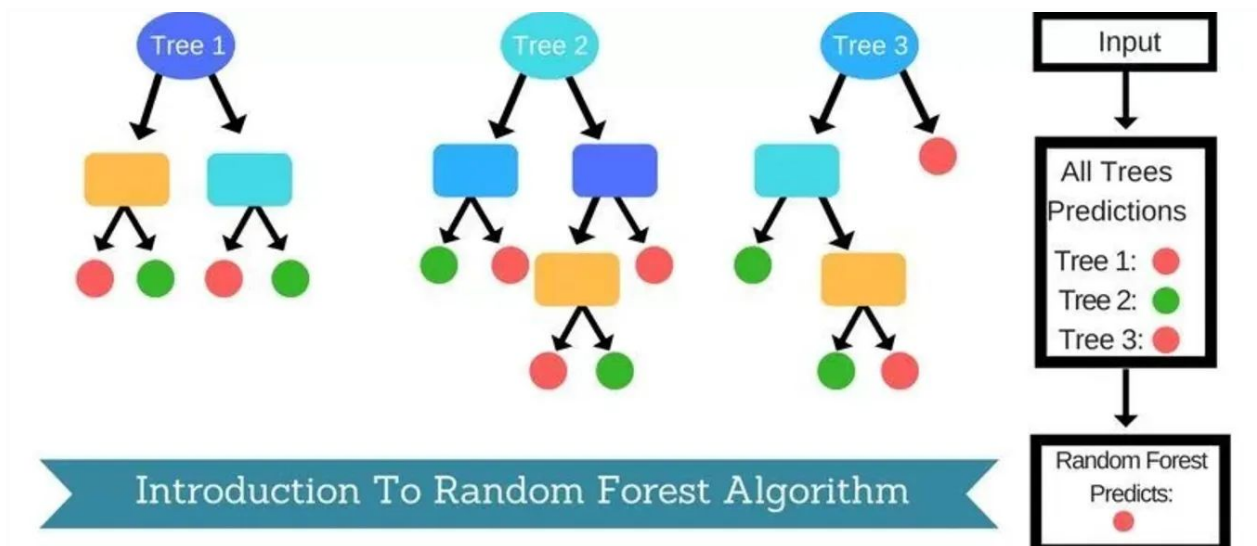 Tree 1
Tree 2
Tree 3
Input
All Trees
Predictions
Tree 1:
Tree 2:
Tree 3:
Random Forest
Predicts:
Introduction To Random Forest Algorithm